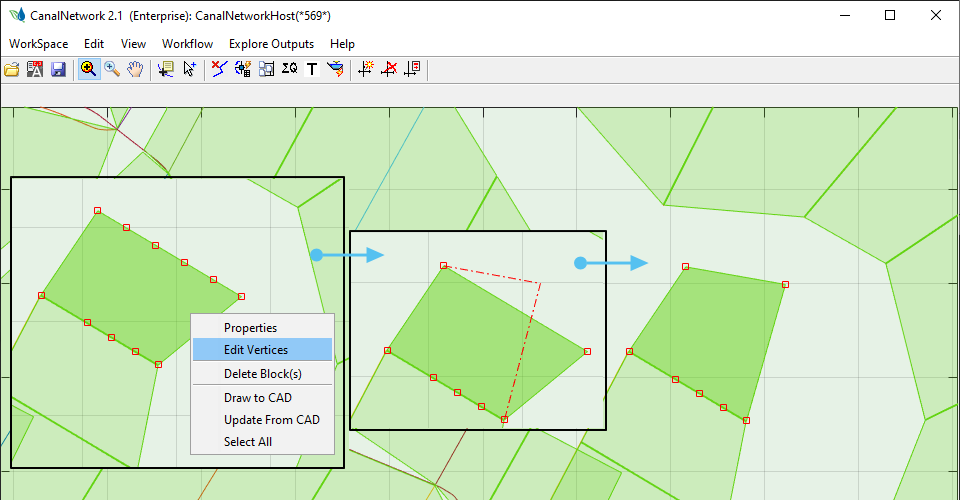 CanalNetwork 2.1 (Enterprise): CanalNetworkHost(*569*)
WorkSpace Edit View Workflow Explore Outputs Help
A ΣQ T
Properties
Edit Vertices
Delete Block(s)
Draw to CAD
Update From CAD
Select All